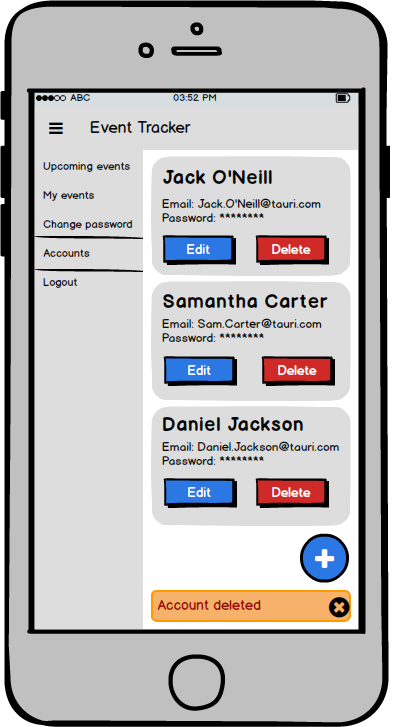 ABC 03:52 PM
Event Tracker
Upcoming events
My events
Change password
Accounts
Logout
Jack O'Neill
Email: Jack.O'Neill@tauri.com
Password: ********
Edit Delete
Samantha Carter
Email: Sam.Carter@tauri.com
Password: ********
Edit Delete
Daniel Jackson
Email: Daniel.Jackson@tauri.com
Password: ********
Edit Delete
Account deleted